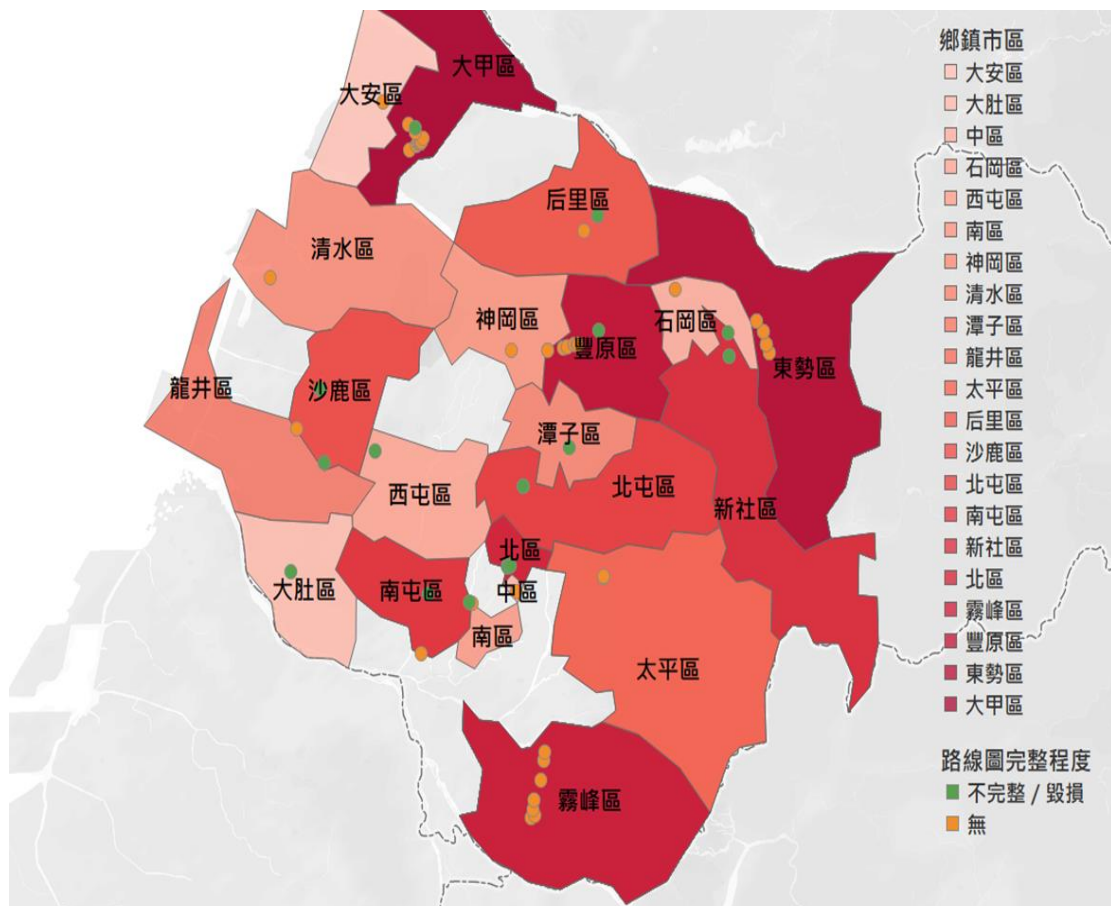 大甲區
大安區
后里區
清水區
神岡區
石岡區
豐原區
東勢區
龍井區
沙鹿區
潭子區
西屯區
北屯區
新社區
北區
大肚區
南屯區
中區
南區
太平區
霧峰區
鄉鎮市區
大安區
大肚區
中區
石岡區
西屯區
南區
神岡區
清水區
潭子區
龍井區
太平區
后里區
沙鹿區
北屯區
南屯區
新社區
北區
霧峰區
豐原區
東勢區
大甲區
路線圖完整程度
不完整 / 毀損
無